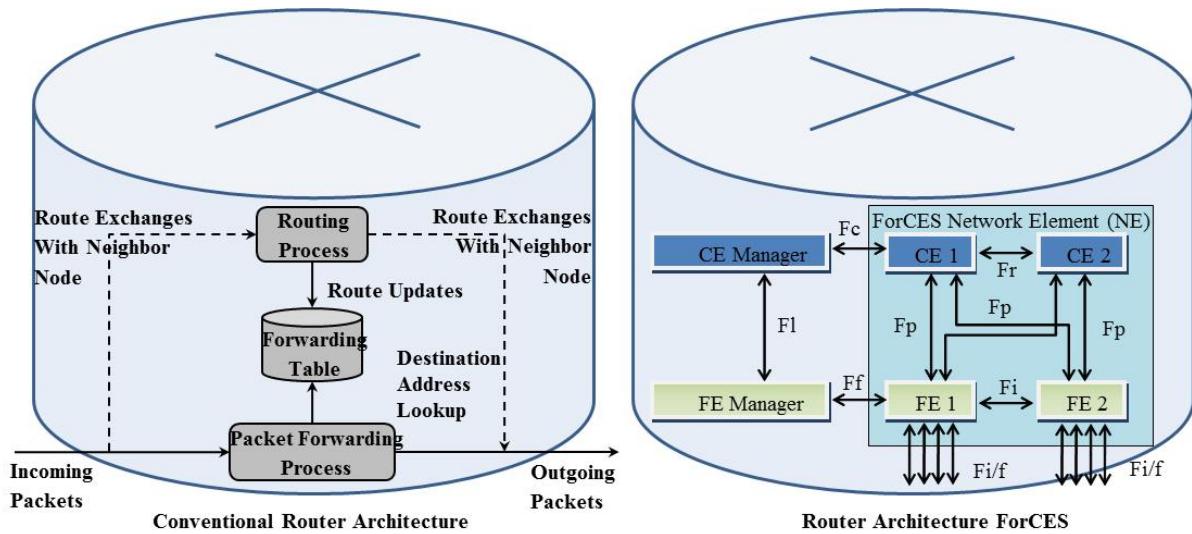 Route Exchanges
With Neighbor
Node
Routing
Process
Route Exchanges
With Neighbor
Node
Route Updates
Forwarding
Table
Destination
Address
Lookup
Packet Forwarding
Process
Incoming
Packets
Outgoing
Packets
Conventional Router Architecture
ForCES Network Element (NE)
CE Manager
Fc
CE 1
Fr
CE 2
Fl
Fp
Fp
Fp
FE Manager
Ff
FE 1
Fi
FE 2
Fi/f
Fi/f
Router Architecture ForCES